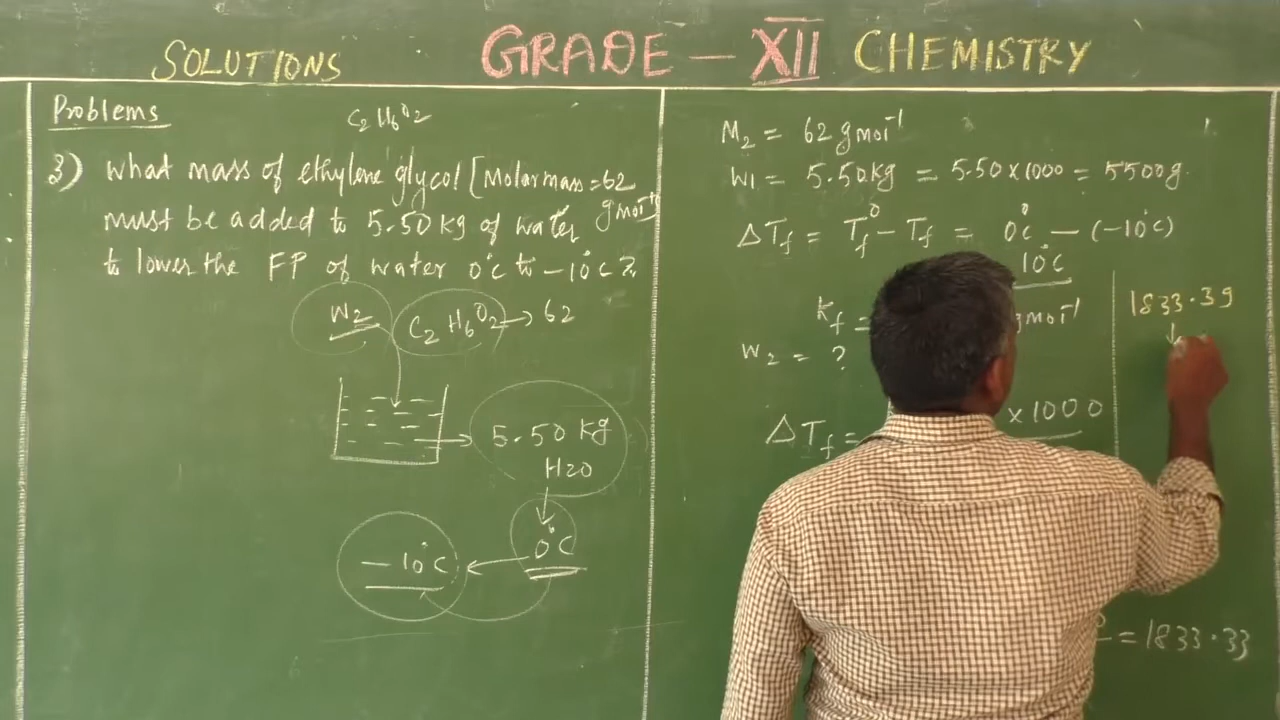 SOLUTIONS GRADE – XII CHEMISTRY
Problems
C2H6O2
3) What mass of ethylene glycol [Molar mass = 62 g mol-1
must be added to 5.50 kg of water
to lower the FP of water 0°C to -10°C?
W2 C2H6O2 → 62
5.50 kg
H2O
0°C
-10°C
M2 = 62 g mol-1
W1 = 5.50kg = 5.50 x 1000 = 5500g
ΔTf = Tf° - Tf = 0°C - (-10°C)
10°C
Kf = mol-1
W2 = ?
ΔTf = x 1000
= 1833.33
1833.39
↓